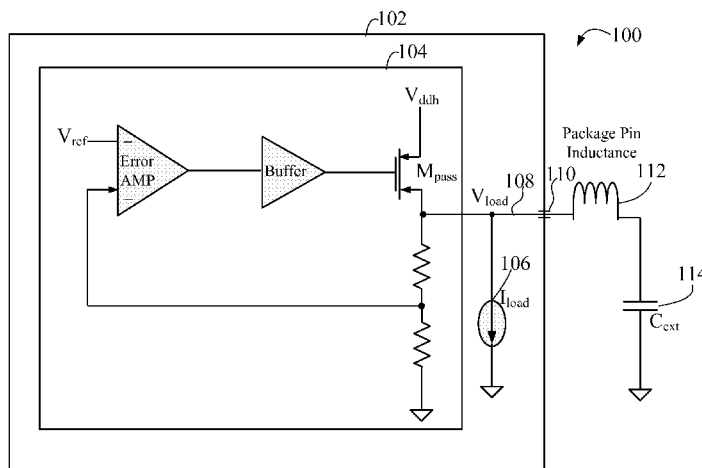 102
100
104
V_ddh
V_ref
−
Error
AMP
−
Buffer
M_pass
V_load
108
110
Package Pin
Inductance
112
106
I_load
114
C_ext